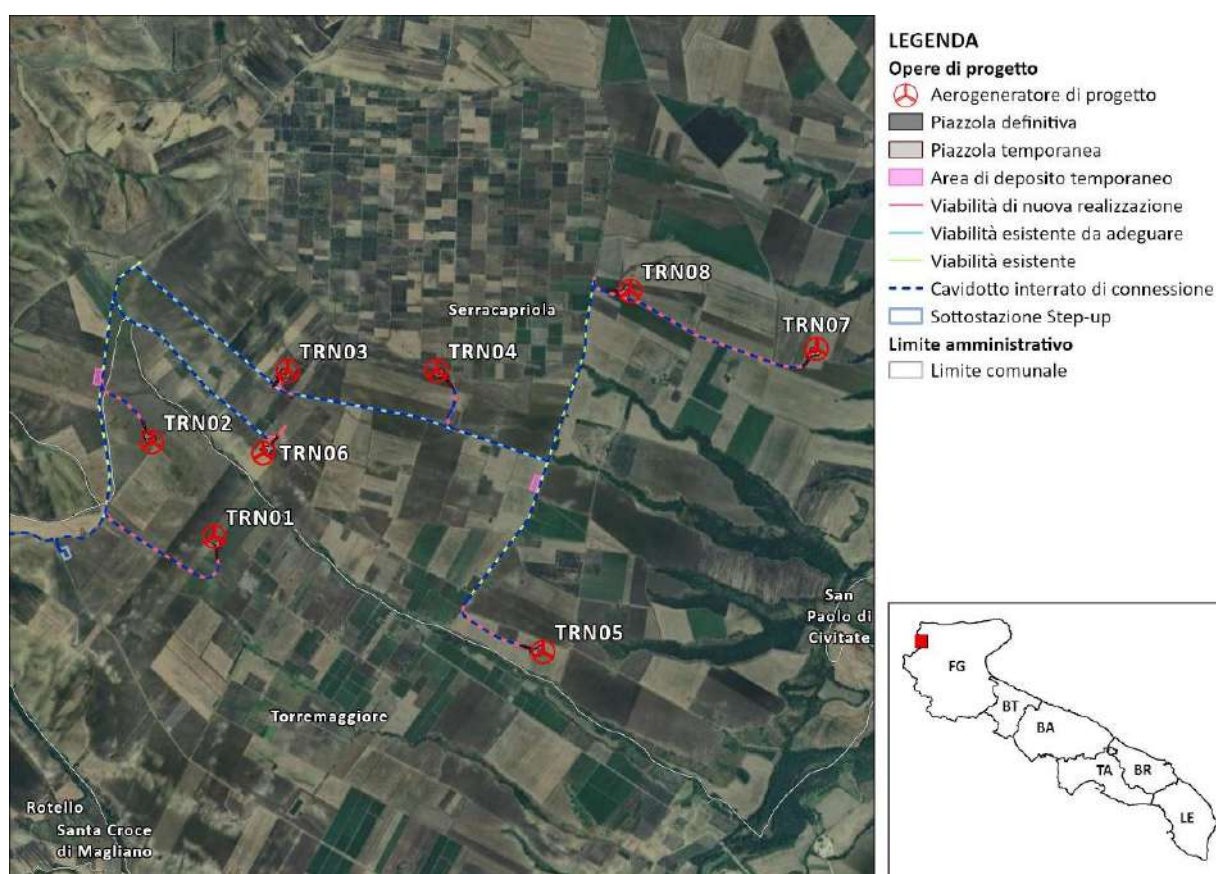 TRN08
Serracapriola
TRN07
TRN03
TRN04
TRN02
TRN06
TRN01
San
Paolo di
Civitate
TRN05
Torremaggiore
Rotello
Santa Croce
di Magliano
LEGENDA
Opere di progetto
Aerogeneratore di progetto
Piazzola definitiva
Piazzola temporanea
Area di deposito temporaneo
Viabilità di nuova realizzazione
Viabilità esistente da adeguare
Viabilità esistente
Cavidotto interrato di connessione
Sottostazione Step-up
Limite amministrativo
Limite comunale
FG
BT
BA
TA
BR
LE